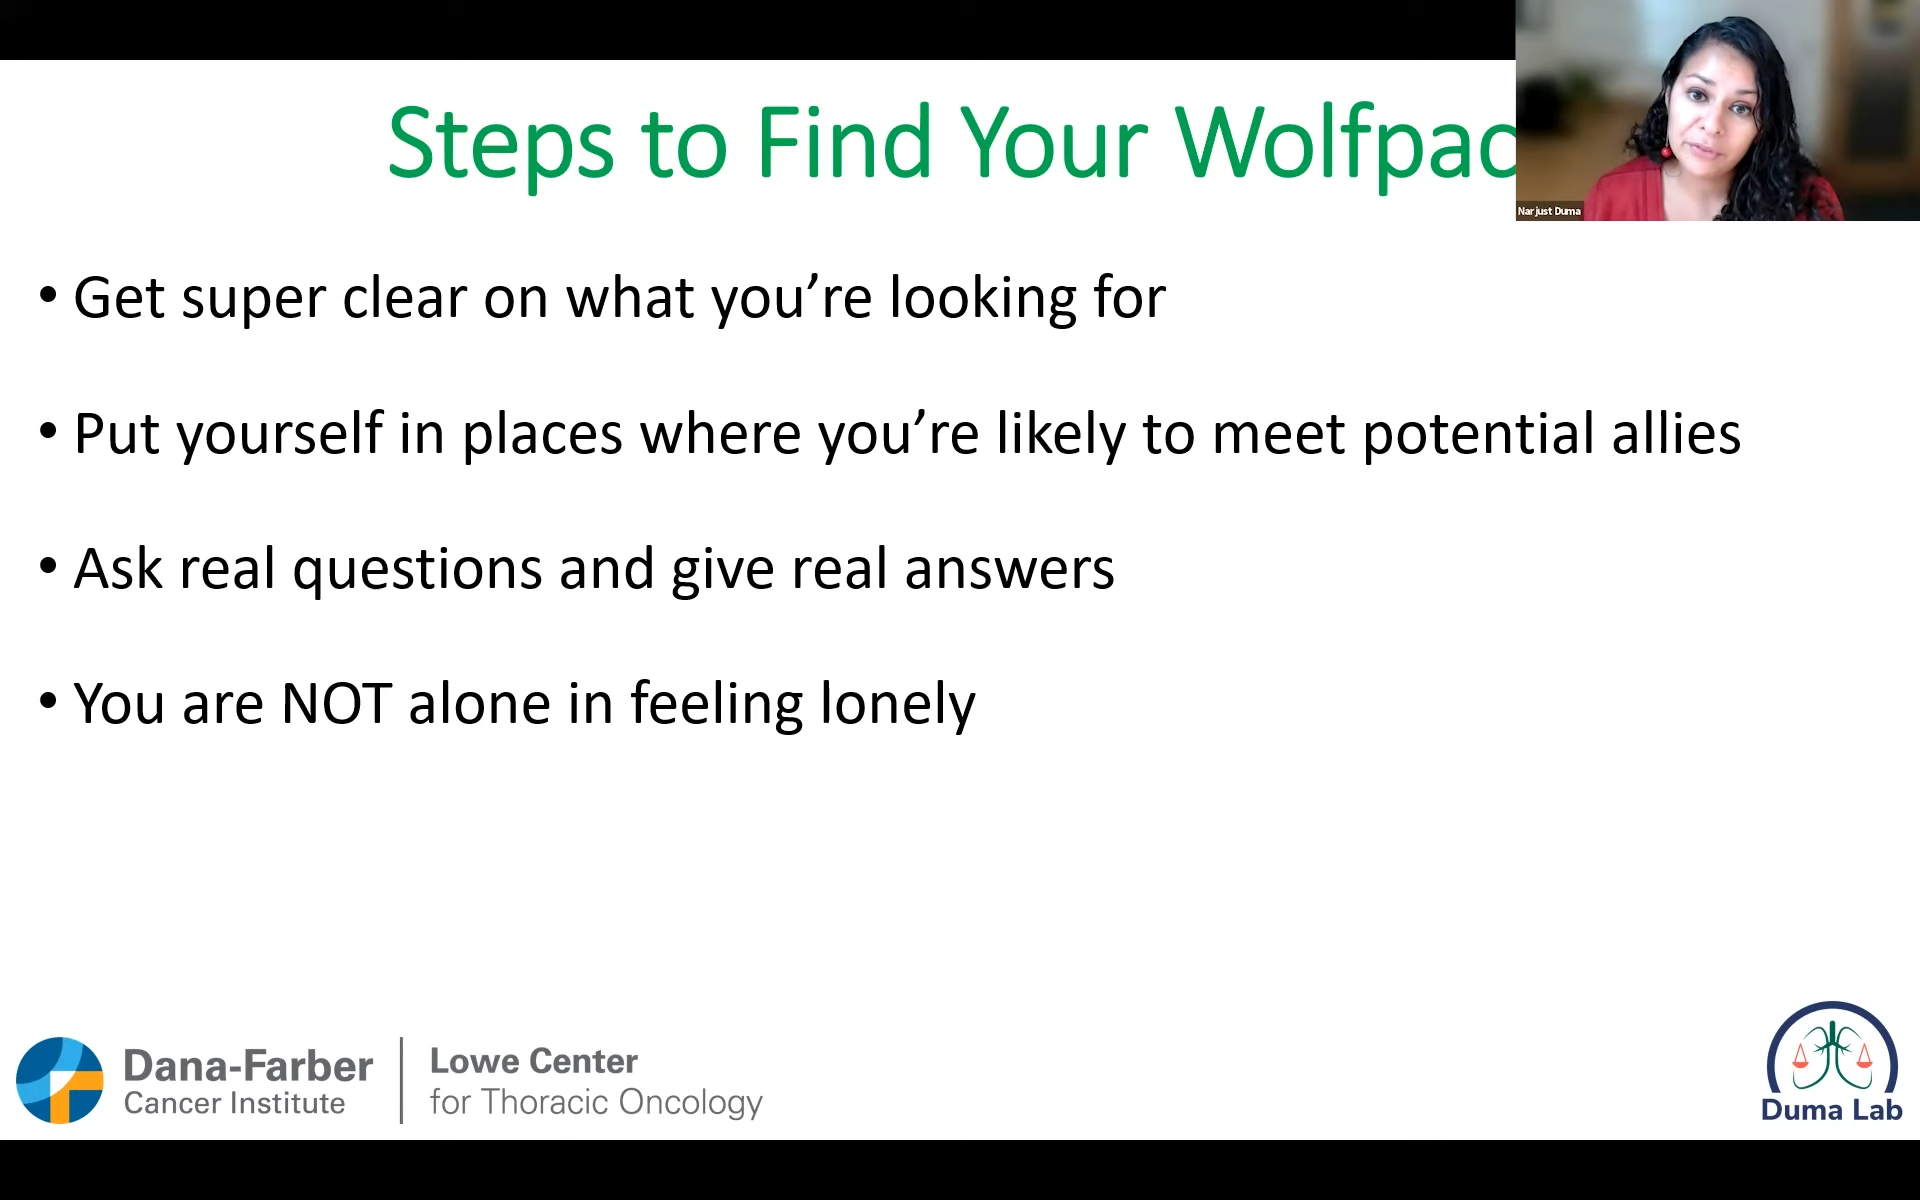 Steps to Find Your Wolfpac
Narjust Duma
• Get super clear on what you’re looking for
• Put yourself in places where you’re likely to meet potential allies
• Ask real questions and give real answers
• You are NOT alone in feeling lonely
Dana-Farber
Cancer Institute
Lowe Center
for Thoracic Oncology
Duma Lab